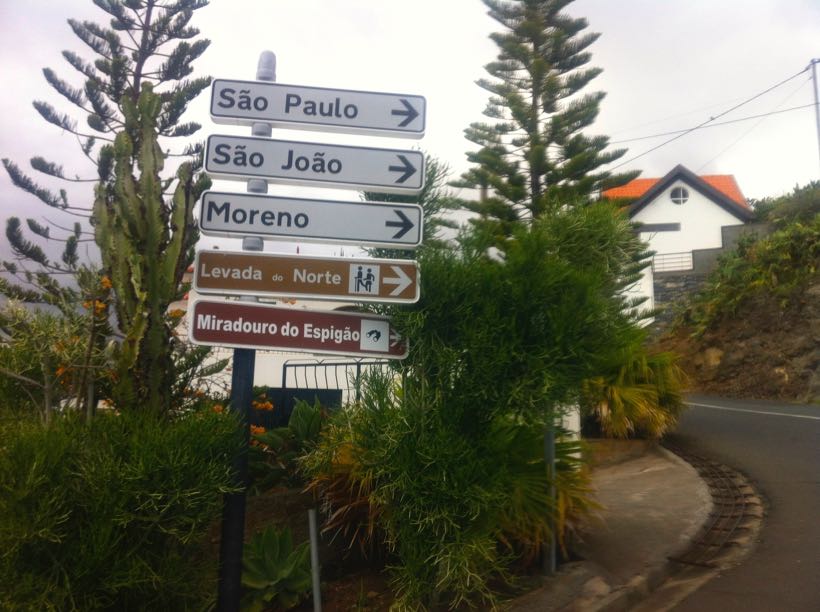 São Paulo
São João
Moreno
Levada do Norte
Miradouro do Espigão